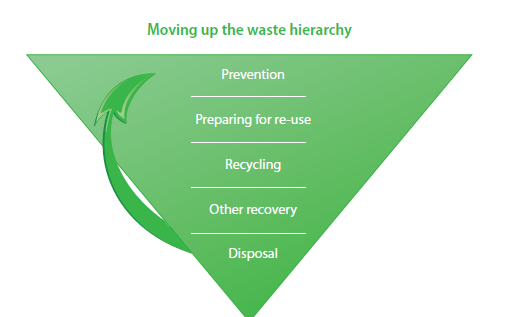 Moving up the waste hierarchy
Prevention
Preparing for re-use
Recycling
Other recovery
Disposal